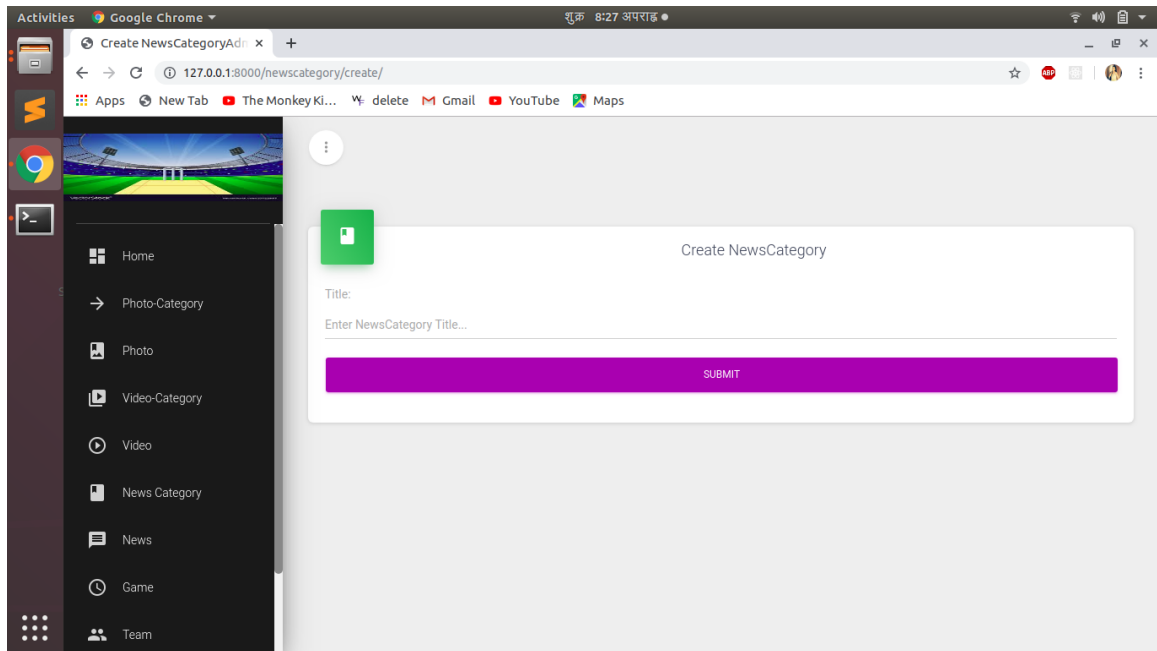 Activities Google Chrome शुक्र 8:27 अपराह्न
Create NewsCategoryAdm
127.0.0.1:8000/newscategory/create/
ABP
Apps New Tab The Monkey Ki... delete Gmail YouTube Maps
Home
Photo-Category
Photo
Video-Category
Video
News Category
News
Game
Team
Create NewsCategory
Title:
Enter NewsCategory Title...
SUBMIT